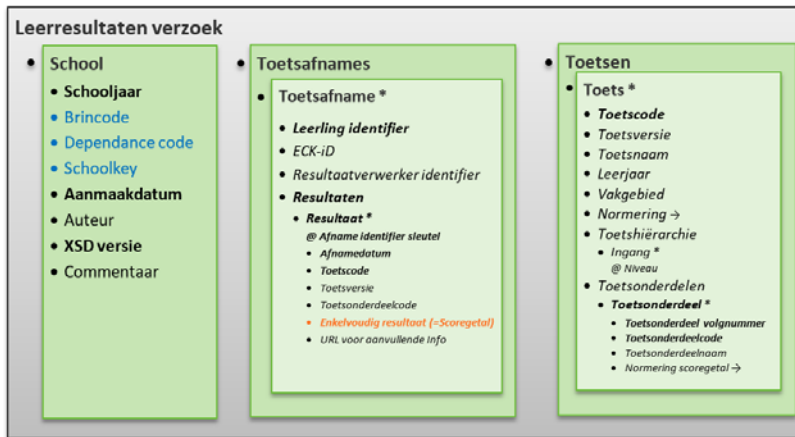 Leerresultaten verzoek
School
Schooljaar
Brincode
Dependance code
Schoolkey
Aanmaakdatum
Auteur
XSD versie
Commentaar
Toetsafnames
Toetsafname *
Leerling identifier
ECK-iD
Resultaatverwerker identifier
Resultaten
Resultaat *
@ Afname identifier sleutel
Afnamedatum
Toetscode
Toetsversie
Toetsonderdeelcode
Enkelvoudig resultaat (=Scoregetal)
URL voor aanvullende Info
Toetsen
Toets *
Toetscode
Toetsversie
Toetsnaam
Leerjaar
Vakgebied
Normering →
Toetshiërarchie
Ingang *
@ Niveau
Toetsonderdelen
Toetsonderdeel *
Toetsonderdeel volgnummer
Toetsonderdeelcode
Toetsonderdeelnaam
Normering scoregetal →